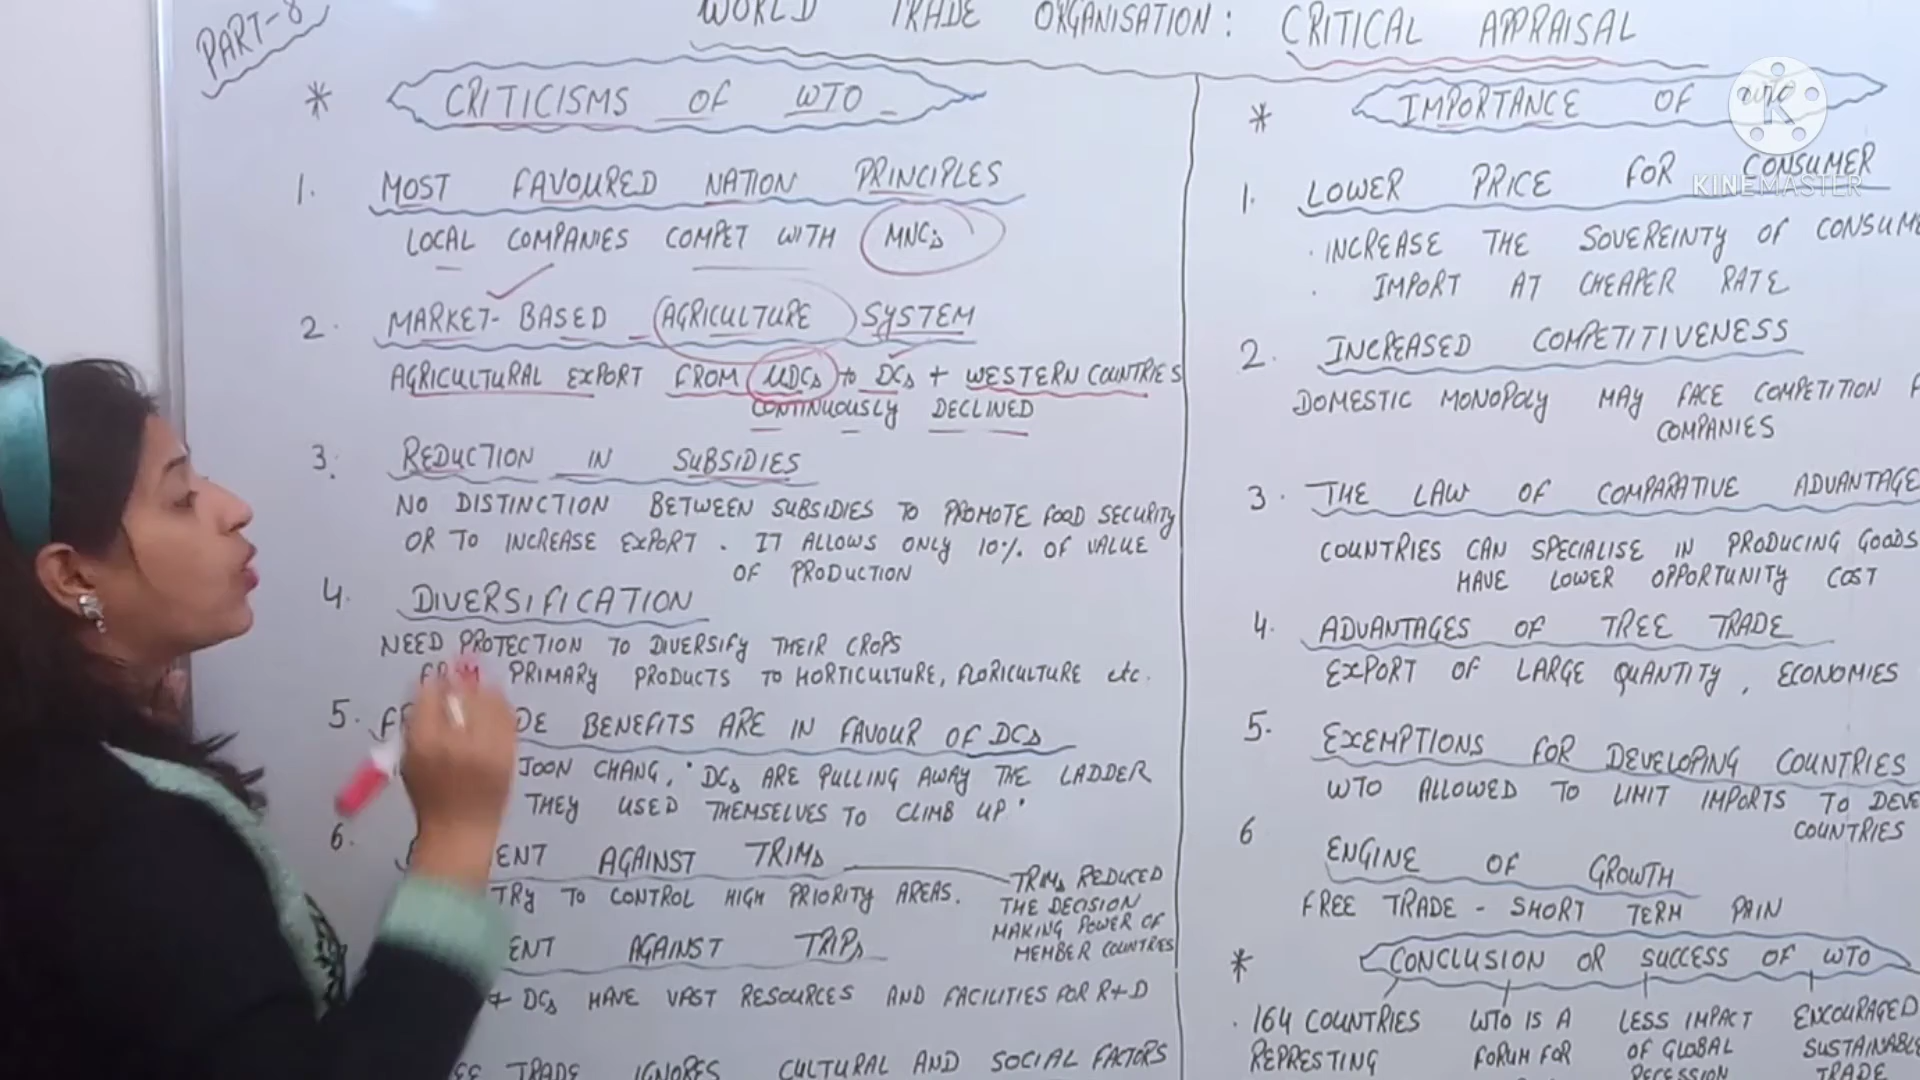 PART-8
WORLD TRADE ORGANISATION: CRITICAL APPRAISAL
* CRITICISMS OF WTO
1. MOST FAVOURED NATION PRINCIPLES
LOCAL COMPANIES COMPET WITH MNCs
2. MARKET-BASED AGRICULTURE SYSTEM
AGRICULTURAL EXPORT FROM UDCs to DCs + WESTERN COUNTRIES
CONTINUOUSLY DECLINED
3. REDUCTION IN SUBSIDIES
NO DISTINCTION BETWEEN SUBSIDIES TO PROMOTE FOOD SECURITY
OR TO INCREASE EXPORT. IT ALLOWS ONLY 10% OF VALUE
OF PRODUCTION
4. DIVERSIFICATION
NEED PROTECTION TO DIVERSIFY THEIR CROPS
FROM PRIMARY PRODUCTS TO HORTICULTURE, FLORICULTURE etc.
5. BENEFITS ARE IN FAVOUR OF DCs
JOON CHANG, "DCs ARE PULLING AWAY THE LADDER
THEY USED THEMSELVES TO CLIMB UP"
6. AGAINST TRIMs
TRY TO CONTROL HIGH PRIORITY AREAS.
TRIMs REDUCED
THE DECISION
MAKING POWER OF
MEMBER COUNTRIES
AGAINST TRIPs
+ DCs HAVE VAST RESOURCES AND FACILITIES FOR R+D
TRADE IGNORES CULTURAL AND SOCIAL FACTORS
* IMPORTANCE OF WTO
1. LOWER PRICE FOR CONSUMER
. INCREASE THE SOVEREINTY OF CONSUME
. IMPORT AT CHEAPER RATE
2. INCREASED COMPETITIVENESS
DOMESTIC MONOPOLY MAY FACE COMPETITION F
COMPANIES
3. THE LAW OF COMPARATIVE ADVANTAGE
COUNTRIES CAN SPECIALISE IN PRODUCING GOODS
HAVE LOWER OPPORTUNITY COST
4. ADVANTAGES OF TREE TRADE
EXPORT OF LARGE QUANTITY, ECONOMIES
5. EXEMPTIONS FOR DEVELOPING COUNTRIES
WTO ALLOWED TO LIMIT IMPORTS TO DEVE
COUNTRIES
6 ENGINE OF GROWTH
FREE TRADE - SHORT TERM PAIN
* CONCLUSION OR SUCCESS OF WTO
. 164 COUNTRIES
REPRESTING
WTO IS A
FORUM FOR
LESS IMPACT
OF GLOBAL
RECESSION
ENCOURAGED
SUSTAINABLE
TRADE
K
KINEMASTER